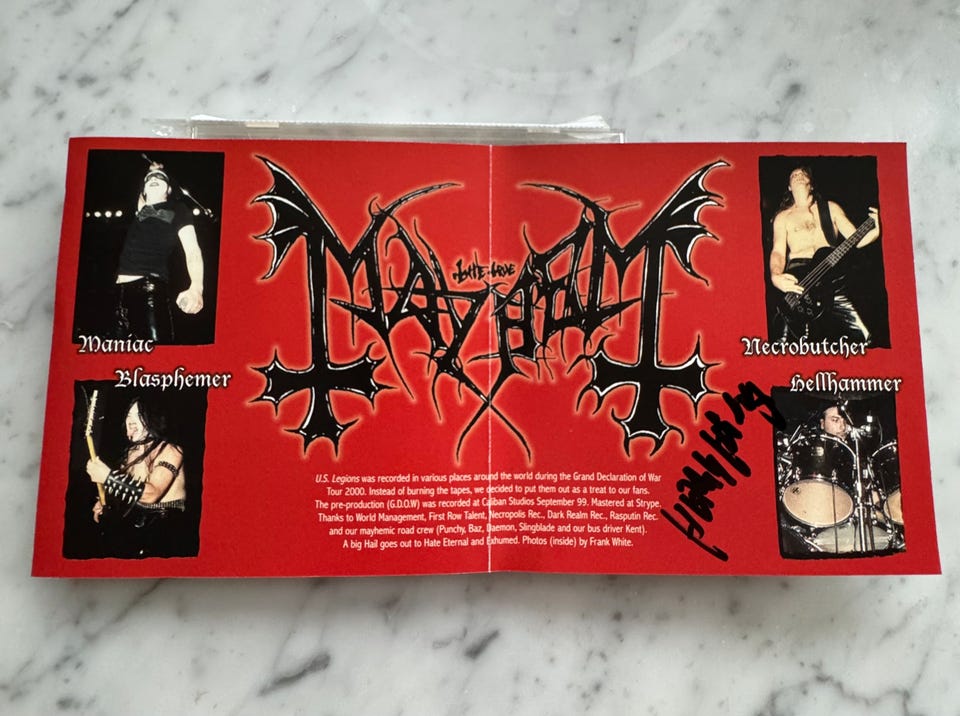 Maniac
Blasphemer
THE TRUE
MAYHEM
Necrobutcher
Hellhammer
U.S. Legions was recorded in various places around the world during the Grand Declaration of War
Tour 2000. Instead of burning the tapes, we decided to put them out as a treat to our fans.
The pre-production (G.D.O.W) was recorded at Caliban Studios September 99. Mastered at Strype.
Thanks to World Management, First Row Talent, Necropolis Rec., Dark Realm Rec., Rasputin Rec.
and our mayhemic road crew (Punchy, Baz, Daemon, Slingblade and our bus driver Kent).
A big Hail goes out to Hate Eternal and Exhumed. Photos (inside) by Frank White.